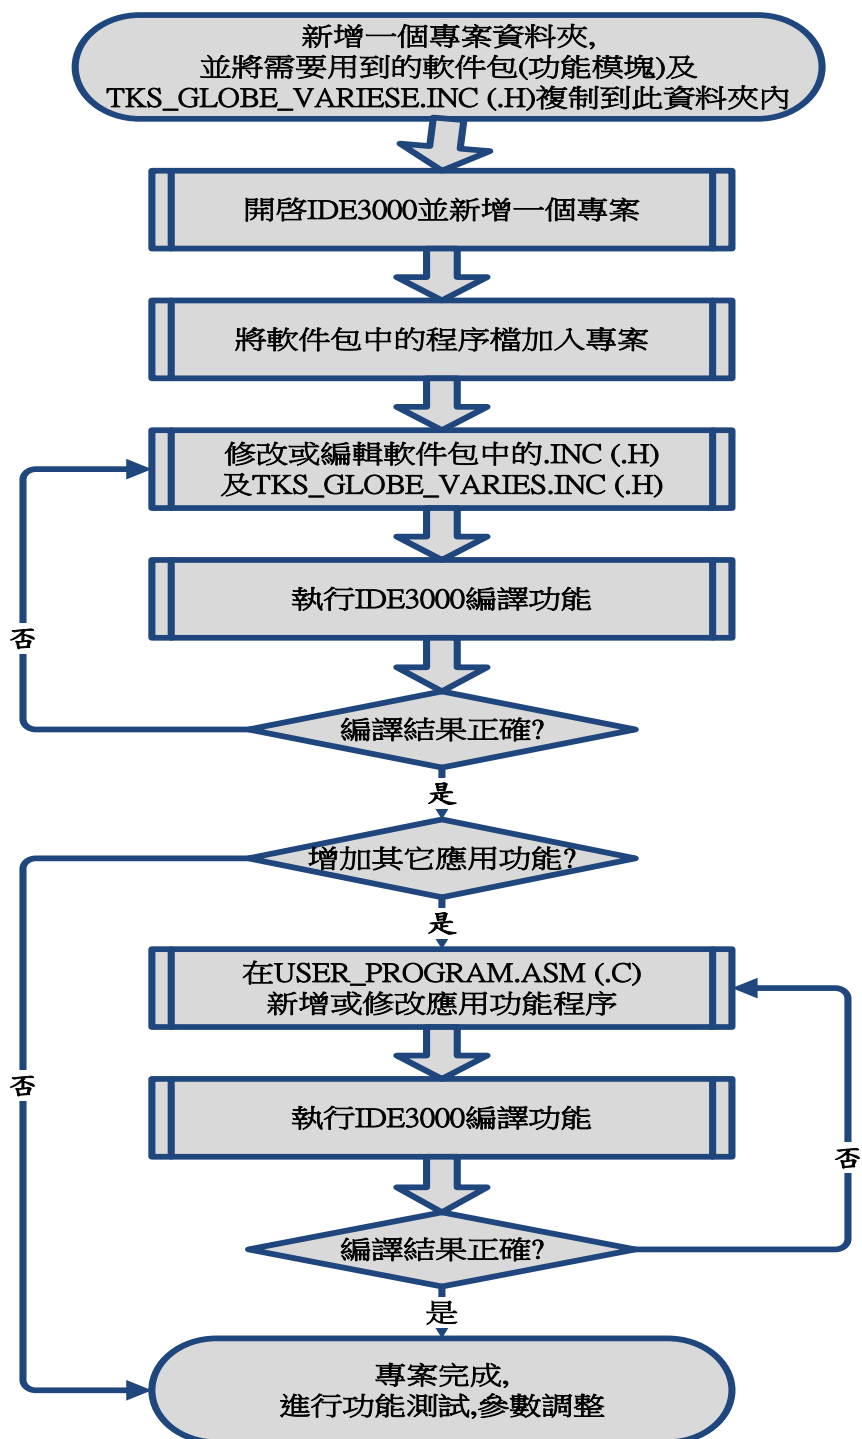 新增一個專案資料夾,
並將需要用到的軟件包(功能模塊)及
TKS_GLOBE_VARIESE.INC (.H)複制到此資料夾內
開啓IDE3000並新增一個專案
將軟件包中的程序檔加入專案
修改或編輯軟件包中的.INC (.H)
及TKS_GLOBE_VARIES.INC (.H)
執行IDE3000編譯功能
否
編譯結果正確?
是
增加其它應用功能?
是
在USER_PROGRAM.ASM (.C)
新增或修改應用功能程序
否
執行IDE3000編譯功能
否
編譯結果正確?
是
專案完成,
進行功能測試,參數調整